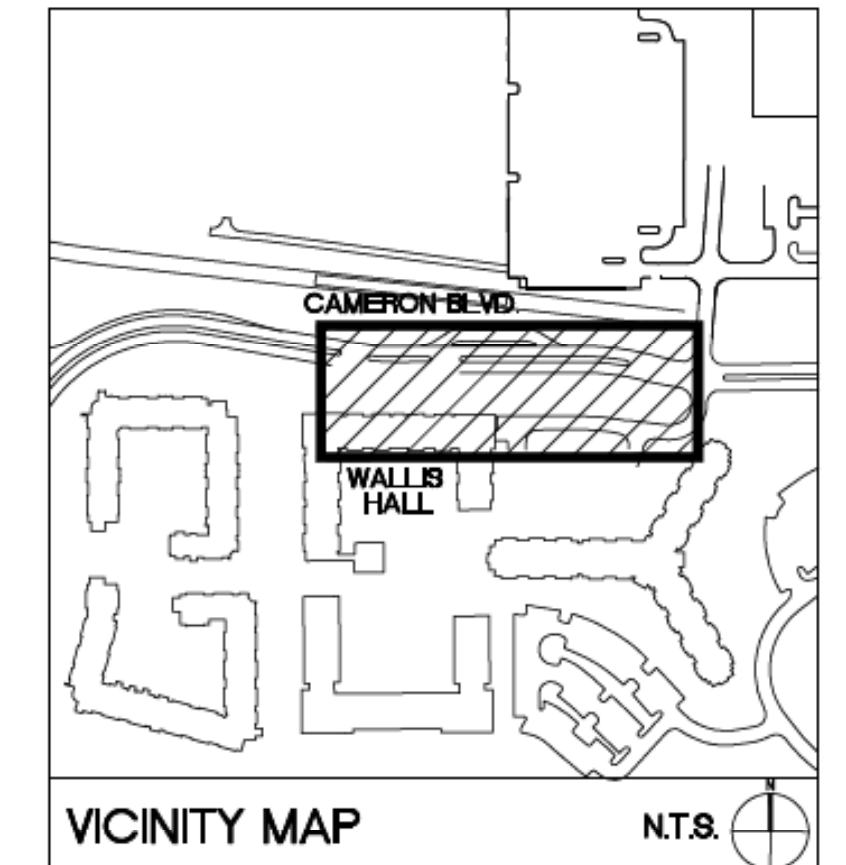 CAMERON BLVD.
WALLIS
HALL
VICINITY MAP
N.T.S.
N